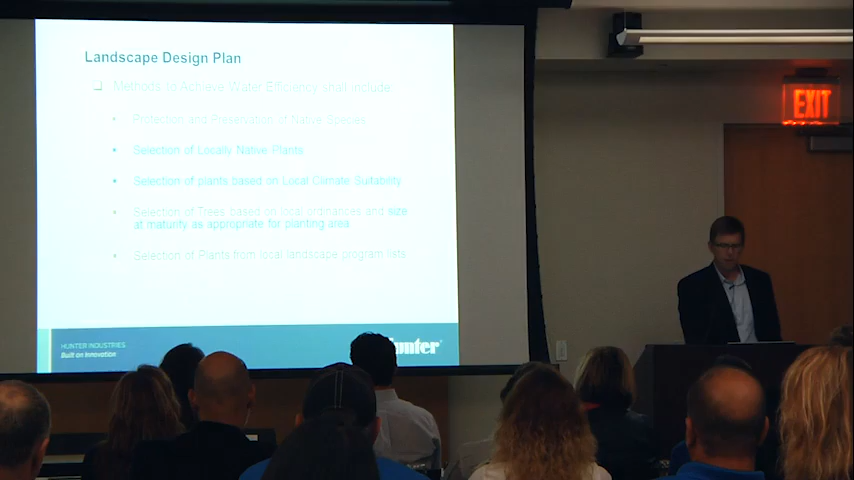 Landscape Design Plan
Methods to Achieve Water Efficiency shall include:
Protection and Preservation of Native Species
Selection of Locally Native Plants
Selection of plants based on Local Climate Suitability
Selection of Trees based on local ordinances and size
at maturity as appropriate for planting area
Selection of Plants from local landscape program lists
HUNTER INDUSTRIES
Built on Innovation
Hunter
EXIT